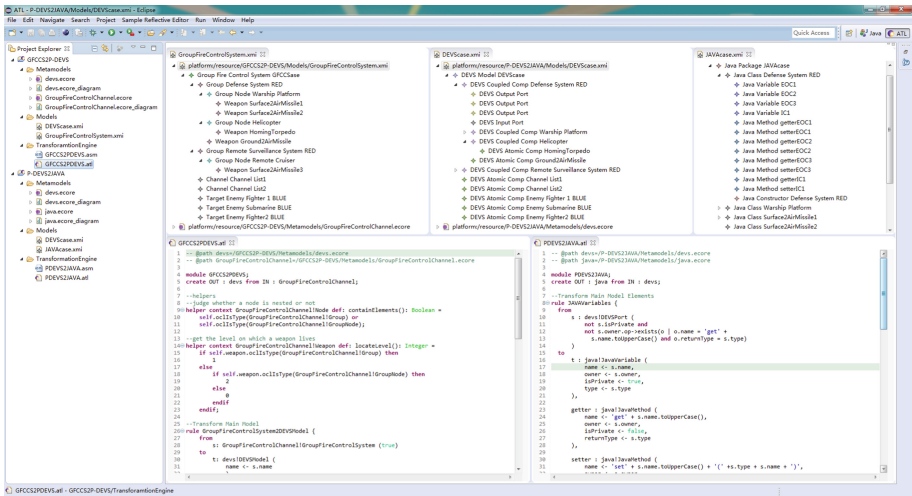 ATL - P-DEVS2JAVA/Models/DEVScase.xmi - Eclipse
File Edit Navigate Search Project Sample Reflective Editor Run Window Help
Quick Access
Java
ATL
Project Explorer
GFCCS2P-DEVS
Metamodels
devs.ecore
devs.ecore_diagram
GroupFireControlChannel.ecore
GroupFireControlChannel.ecore_diagram
Models
DEVScase.xmi
GroupFireControlSystem.xmi
TransforamtionEngine
GFCCS2PDEVS.asm
GFCCS2PDEVS.atl
P-DEVS2JAVA
Metamodels
devs.ecore
devs.ecore_diagram
java.ecore
java.ecore_diagram
Models
DEVScase.xmi
JAVAcase.xmi
TransformationEngine
PDEVS2JAVA.asm
PDEVS2JAVA.atl
GroupFireControlSystem.xmi
platform/resource/GFCCS2P-DEVS/Models/GroupFireControlSystem.xmi
Group Fire Control System GFCCSase
Group Defense System RED
Group Node Warship Platform
Weapon Surface2AirMissile1
Weapon Surface2AirMissile2
Group Node Helicopter
Weapon HomingTorpedo
Weapon Ground2AirMissile
Group Remote Surveillance System RED
Group Node Remote Cruiser
Weapon Surface2AirMissile3
Channel Channel List1
Channel Channel List2
Target Enemy Fighter 1 BLUE
Target Enemy Submarine BLUE
Target Enemy Fighter2 BLUE
platform/resource/GFCCS2P-DEVS/Metamodels/GroupFireControlChannel.ecore
DEVScase.xmi
platform/resource/P-DEVS2JAVA/Models/DEVScase.xmi
DEVS Model DEVScase
DEVS Coupled Comp Defense System RED
DEVS Output Port
DEVS Output Port
DEVS Output Port
DEVS Input Port
DEVS Coupled Comp Warship Platform
DEVS Coupled Comp Helicopter
DEVS Atomic Comp HomingTorpedo
DEVS Atomic Comp Ground2AirMissile
DEVS Coupled Comp Remote Surveillance System RED
DEVS Atomic Comp Channel List1
DEVS Atomic Comp Channel List2
DEVS Atomic Comp Enemy Fighter 1 BLUE
DEVS Atomic Comp Enemy Submarine BLUE
DEVS Atomic Comp Enemy Fighter2 BLUE
platform/resource/P-DEVS2JAVA/Metamodels/devs.ecore
JAVAcase.xmi
Java Package JAVAcase
Java Class Defense System RED
Java Variable EOC1
Java Variable EOC2
Java Variable EOC3
Java Variable IC1
Java Method getterEOC1
Java Method setterEOC1
Java Method getterEOC2
Java Method setterEOC2
Java Method getterEOC3
Java Method setterEOC3
Java Method getterIC1
Java Method setterIC1
Java Constructor Defense System RED
Java Class Warship Platform
Java Class Surface2AirMissile1
Java Class Surface2AirMissile2
GFCCS2PDEVS.atl
1 -- @path devs=/GFCCS2P-DEVS/Metamodels/devs.ecore
2 -- @path GroupFireControlChannel=/GFCCS2P-DEVS/Metamodels/GroupFireControlChannel.ecore
3
4 module GFCCS2PDEVS;
5 create OUT : devs from IN : GroupFireControlChannel;
6
7 --helpers
8 --judge whether a node is nested or not
9 helper context GroupFireControlChannel!Node def: containElements(): Boolean =
10 self.oclIsType(GroupFireControlChannel!Group) or
11 self.oclIsType(GroupFireControlChannel!GroupNode);
12
13 --get the level on which a weapon lives
14 helper context GroupFireControlChannel!Weapon def: locateLevel(): Integer =
15 if self.weapon.oclIsType(GroupFireControlChannel!Group) then
16 1
17 else
18 if self.weapon.oclIsType(GroupFireControlChannel!GroupNode) then
19 2
20 else
21 0
22 endif
23 endif;
24
25 --Transform Main Model
26 rule GroupFireControlSystem2DEVSModel {
27 from
28 s: GroupFireControlChannel!GroupFireControlSystem (true)
29 to
30 t: devs!DEVSModel (
31 name <- s.name
PDEVS2JAVA.atl
1 -- @path devs=/P-DEVS2JAVA/Metamodels/devs.ecore
2 -- @path java=/P-DEVS2JAVA/Metamodels/java.ecore
3
4 module PDEVS2JAVA;
5 create OUT : java from IN : devs;
6
7 --Transform Main Model Elements
8 rule JAVAVariables {
9 from
10 s : devs!DEVSPort (
11 not s.isPrivate and
12 not s.owner.op->exists(o | o.name = 'get' +
13 s.name.toUpperCase() and o.returnType = s.type)
14 )
15 to
16 t : java!JavaVariable (
17 name <- s.name,
18 owner <- s.owner,
19 isPrivate <- true,
20 type <- s.type
21 ),
22
23 getter : java!JavaMethod (
24 name <- 'get' + s.name.toUpperCase(),
25 owner <- s.owner,
26 isPrivate <- false,
27 returnType <- s.type
28 ),
29
30 setter : java!JavaMethod (
31 name <- 'set' + s.name.toUpperCase() + '(' +s.type + s.name + ')',
GFCCS2PDEVS.atl - GFCCS2P-DEVS/TransforamtionEngine